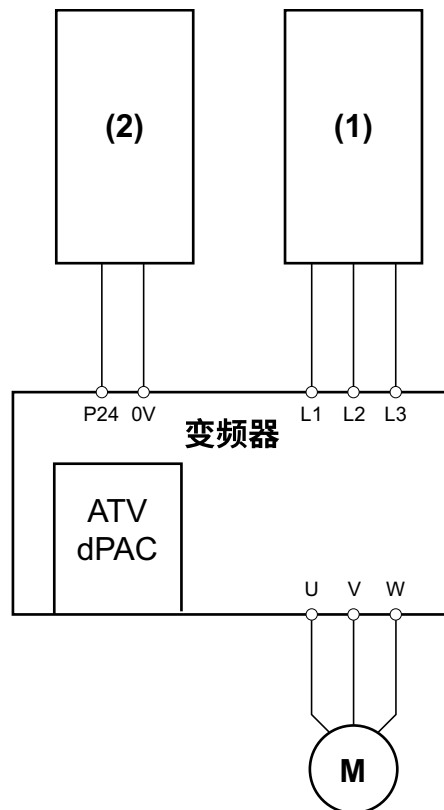 (2)
(1)
P24 0V
L1 L2 L3
变频器
ATV
dPAC
U V W
M